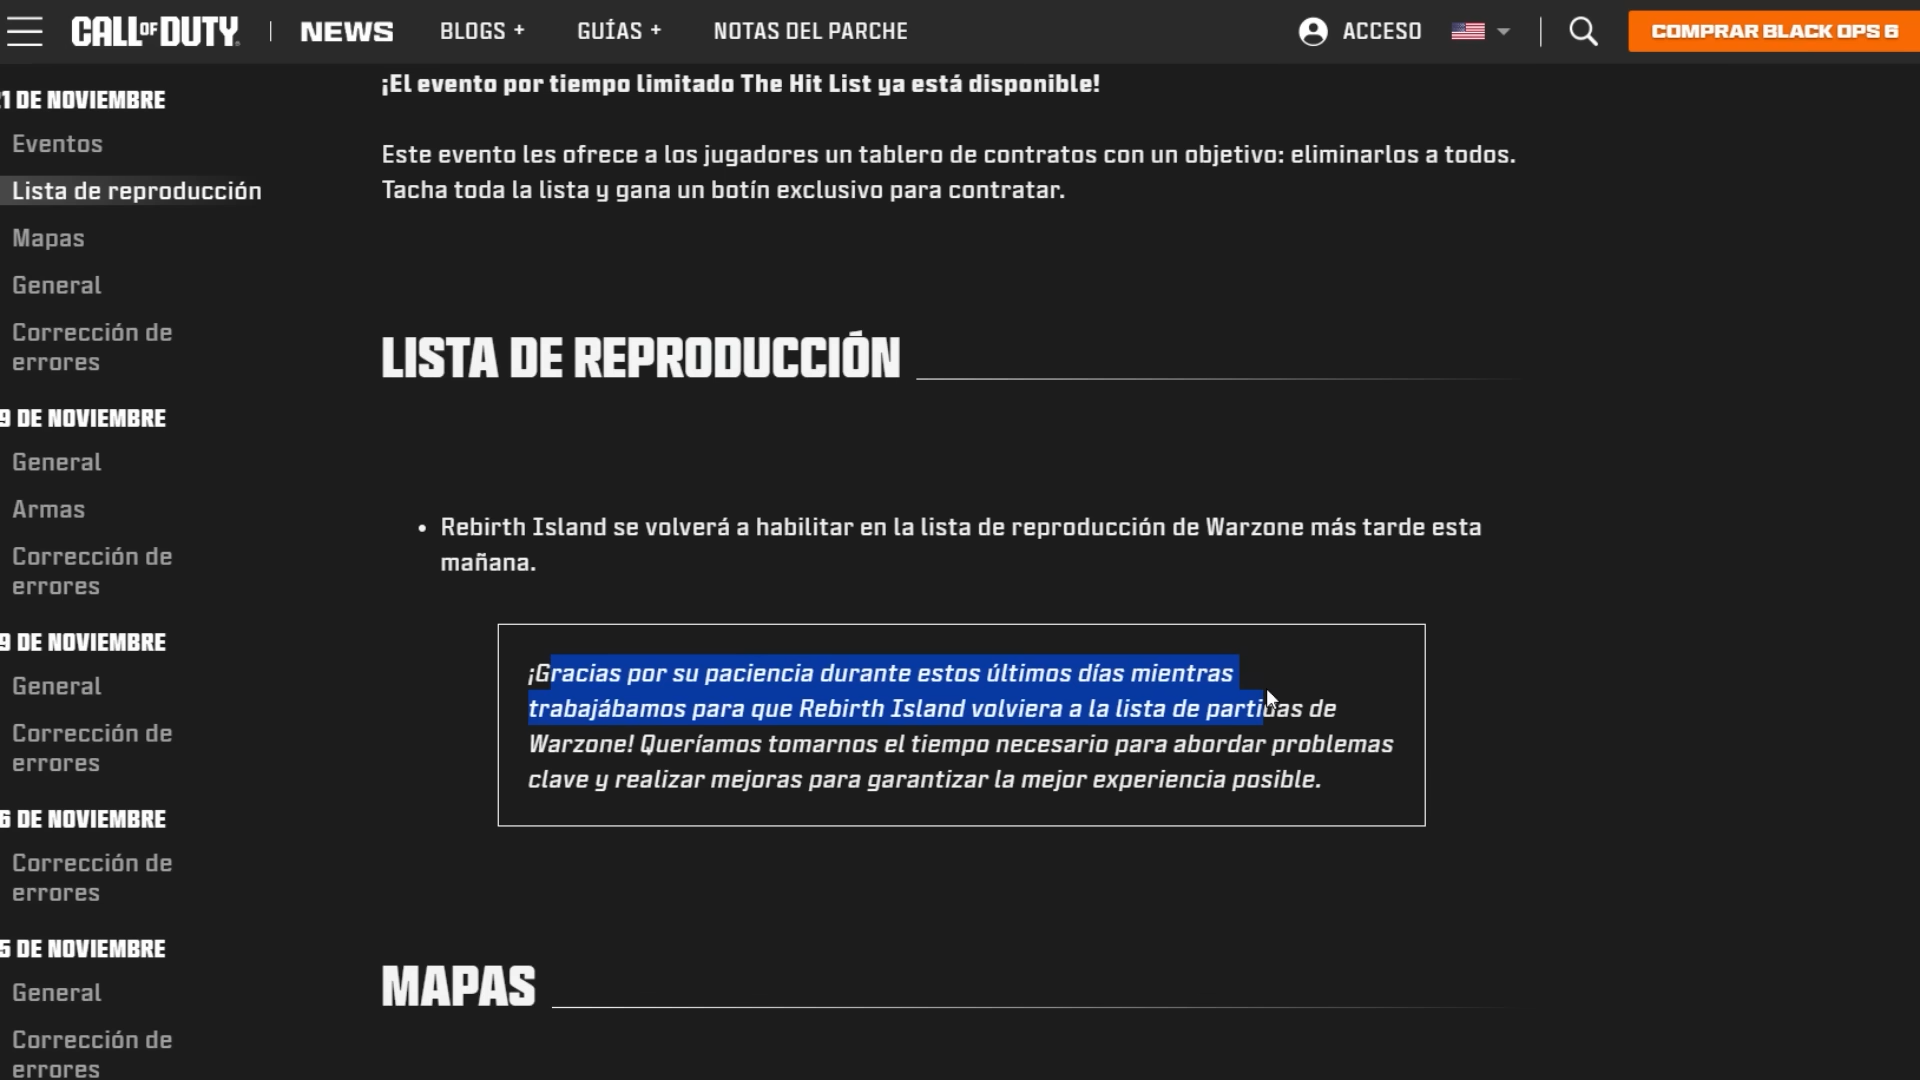 CALL OF DUTY
NEWS
BLOGS +
GUÍAS +
NOTAS DEL PARCHE
ACCESO
COMPRAR BLACK OPS 6
1 DE NOVIEMBRE
Eventos
Lista de reproducción
Mapas
General
Corrección de
errores
9 DE NOVIEMBRE
General
Armas
Corrección de
errores
9 DE NOVIEMBRE
General
Corrección de
errores
6 DE NOVIEMBRE
Corrección de
errores
5 DE NOVIEMBRE
General
Corrección de
errores
¡El evento por tiempo limitado The Hit List ya está disponible!
Este evento les ofrece a los jugadores un tablero de contratos con un objetivo: eliminarlos a todos.
Tacha toda la lista y gana un botín exclusivo para contratar.
LISTA DE REPRODUCCIÓN
• Rebirth Island se volverá a habilitar en la lista de reproducción de Warzone más tarde esta
mañana.
¡Gracias por su paciencia durante estos últimos días mientras
trabajábamos para que Rebirth Island volviera a la lista de partidas de
Warzone! Queríamos tomarnos el tiempo necesario para abordar problemas
clave y realizar mejoras para garantizar la mejor experiencia posible.
MAPAS